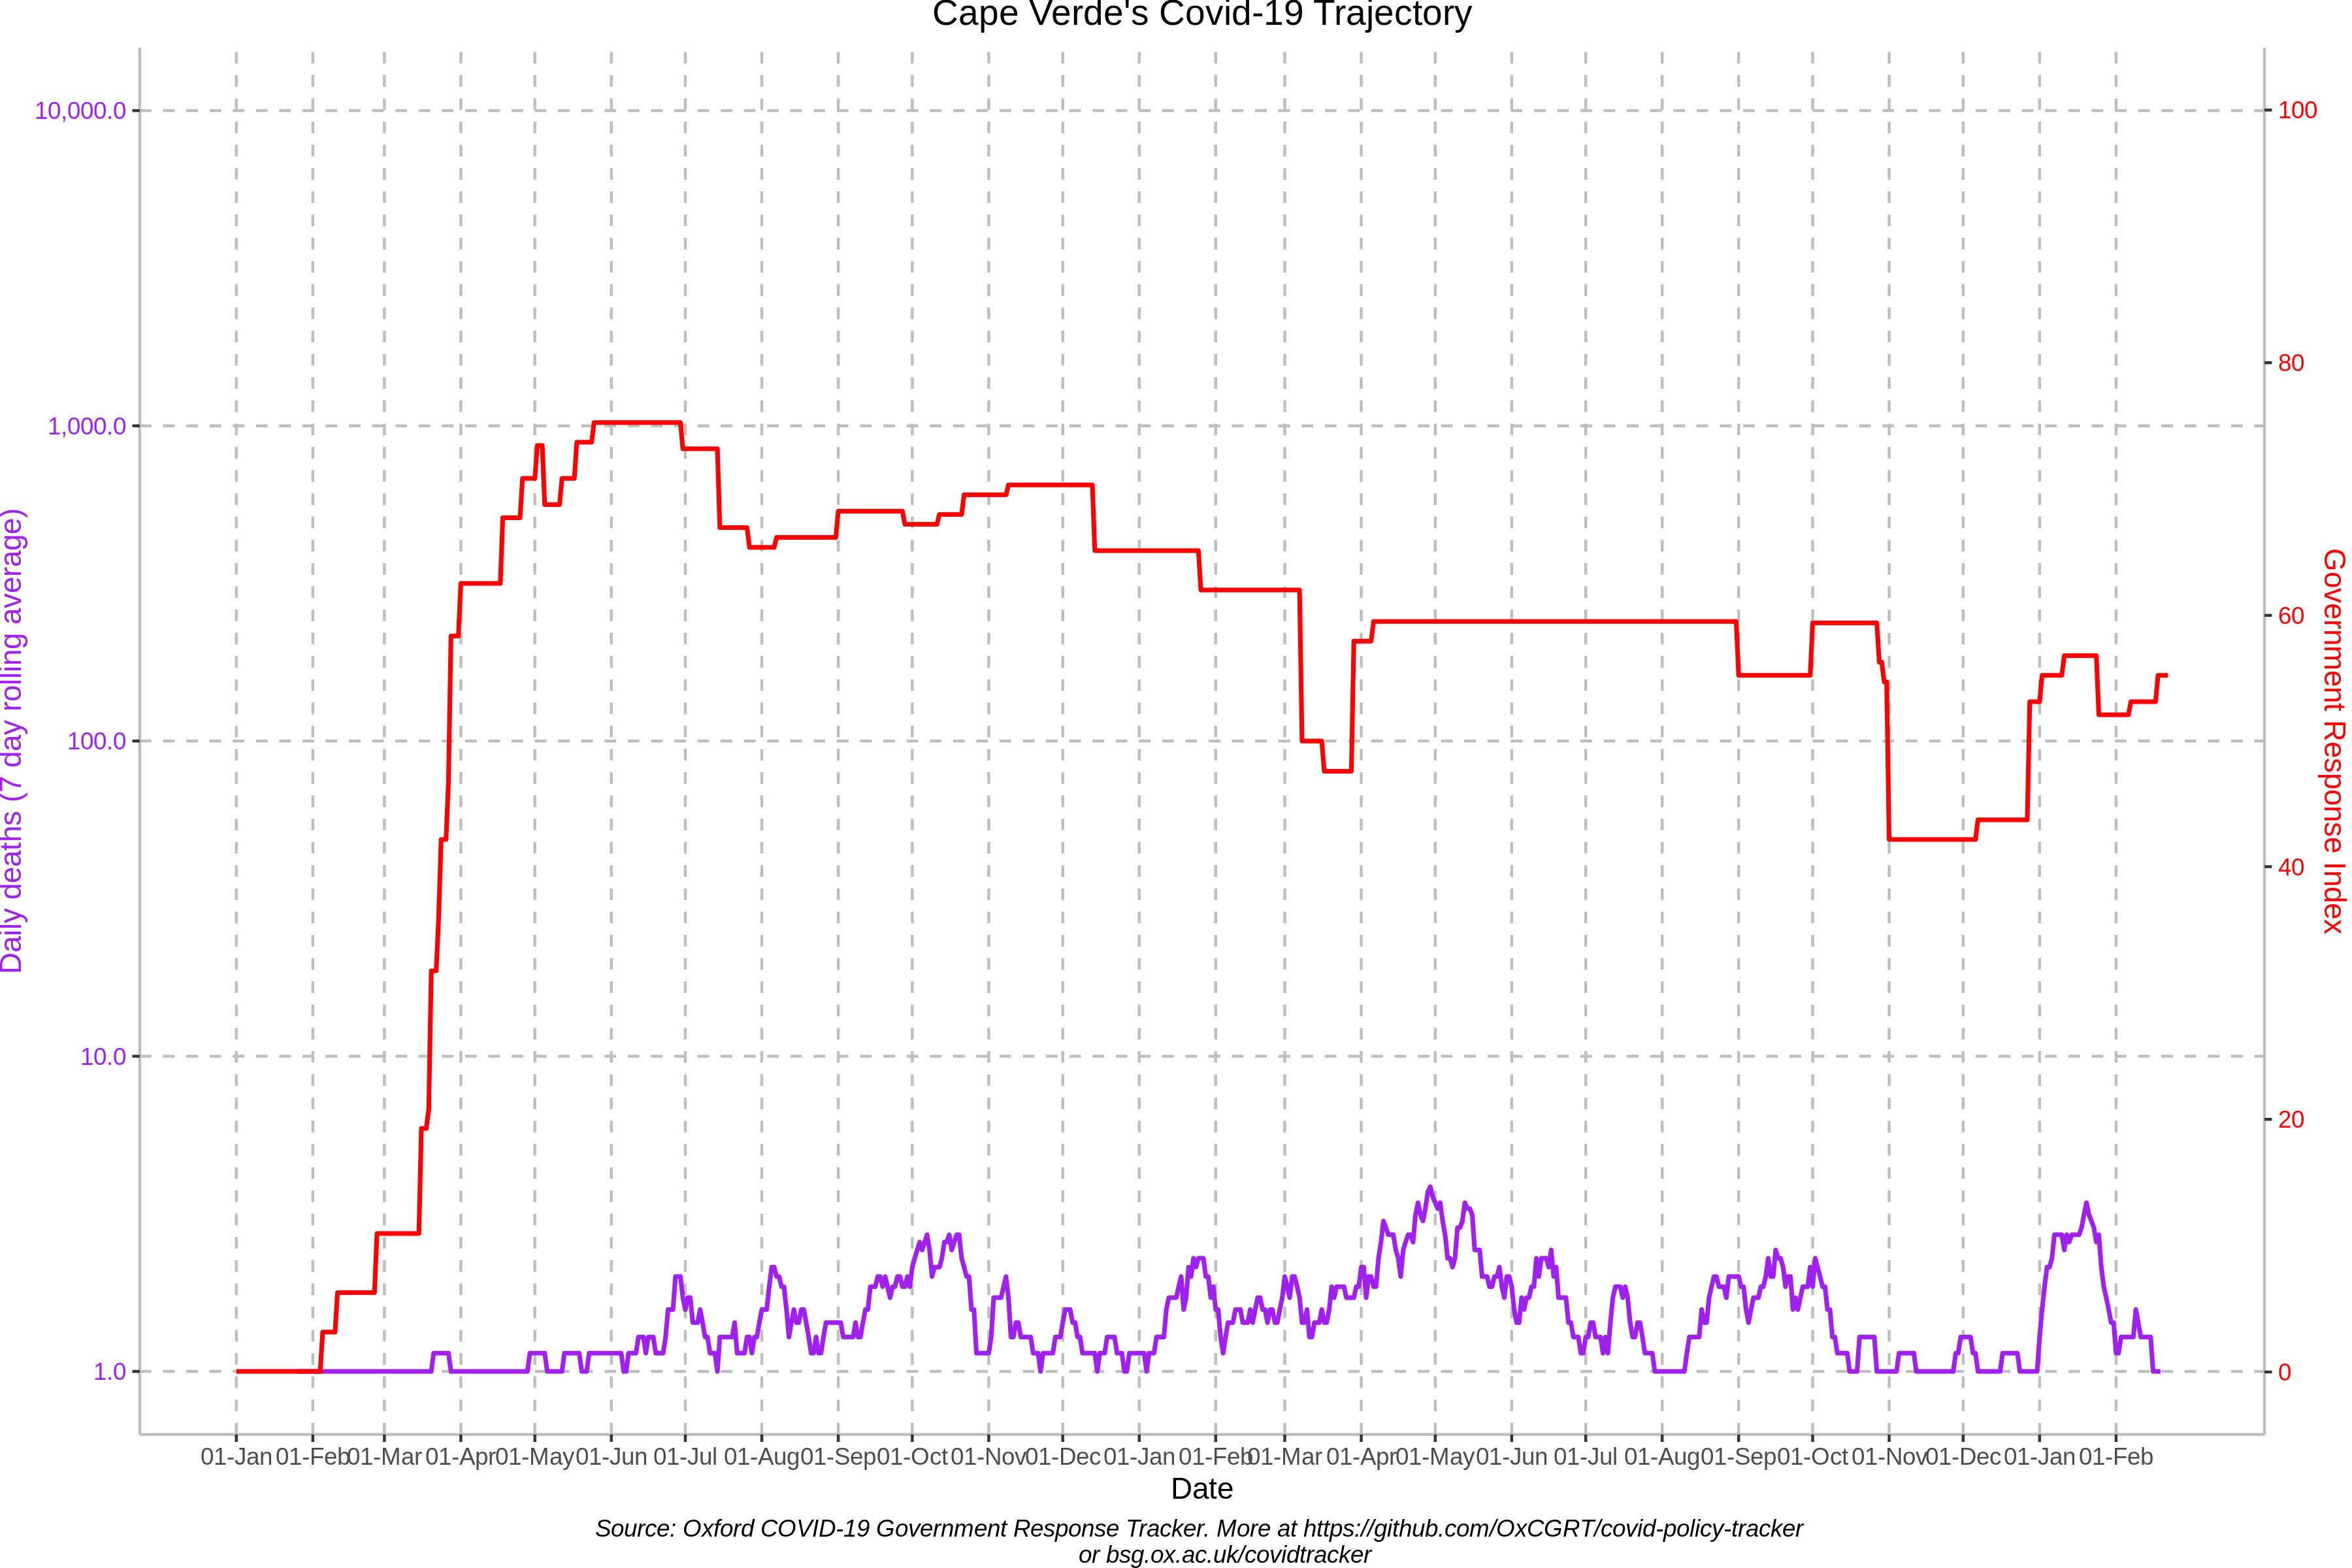 Cape Verde's Covid-19 Trajectory
10,000.0
1,000.0
100.0
10.0
1.0
Daily deaths (7 day rolling average)
100
80
60
40
20
0
Government Response Index
01-Jan 01-Feb 01-Mar 01-Apr 01-May 01-Jun 01-Jul 01-Aug 01-Sep 01-Oct 01-Nov 01-Dec 01-Jan 01-Feb 01-Mar 01-Apr 01-May 01-Jun 01-Jul 01-Aug 01-Sep 01-Oct 01-Nov 01-Dec 01-Jan 01-Feb
Date
Source: Oxford COVID-19 Government Response Tracker. More at https://github.com/OxCGRT/covid-policy-tracker
or bsg.ox.ac.uk/covidtracker